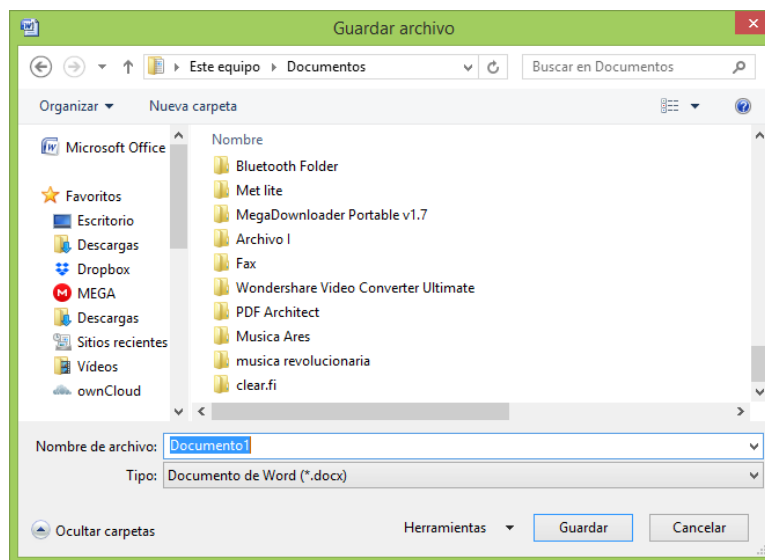 Guardar archivo
Este equipo Documentos
Buscar en Documentos
Organizar
Nueva carpeta
Microsoft Office
Favoritos
Escritorio
Descargas
Dropbox
MEGA
Descargas
Sitios recientes
Vídeos
ownCloud
Nombre
Bluetooth Folder
Met lite
MegaDownloader Portable v1.7
Archivo I
Fax
Wondershare Video Converter Ultimate
PDF Architect
Musica Ares
musica revolucionaria
clear.fi
Nombre de archivo: Documento1
Tipo: Documento de Word (*.docx)
Ocultar carpetas
Herramientas
Guardar
Cancelar